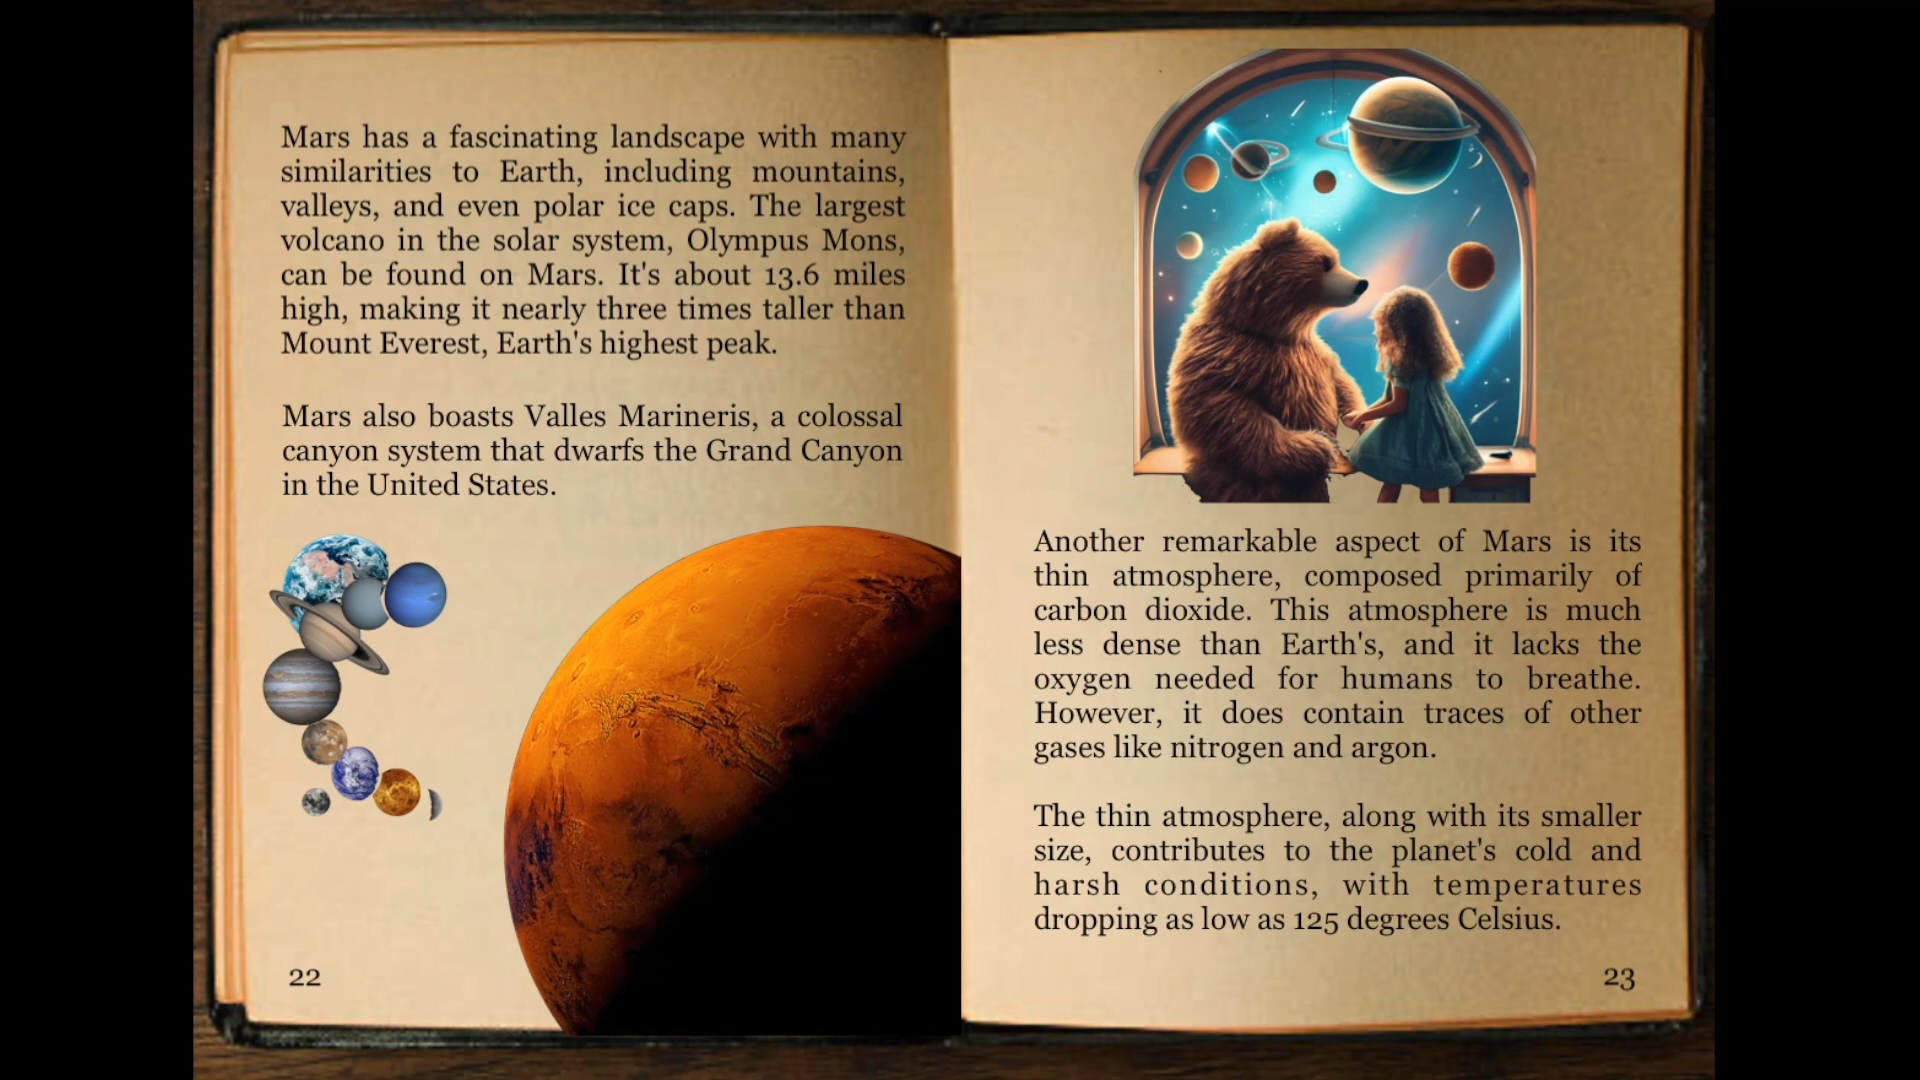 Mars has a fascinating landscape with many
similarities to Earth, including mountains,
valleys, and even polar ice caps. The largest
volcano in the solar system, Olympus Mons,
can be found on Mars. It's about 13.6 miles
high, making it nearly three times taller than
Mount Everest, Earth's highest peak.
Mars also boasts Valles Marineris, a colossal
canyon system that dwarfs the Grand Canyon
in the United States.
22
Another remarkable aspect of Mars is its
thin atmosphere, composed primarily of
carbon dioxide. This atmosphere is much
less dense than Earth's, and it lacks the
oxygen needed for humans to breathe.
However, it does contain traces of other
gases like nitrogen and argon.
The thin atmosphere, along with its smaller
size, contributes to the planet's cold and
harsh conditions, with temperatures
dropping as low as 125 degrees Celsius.
23